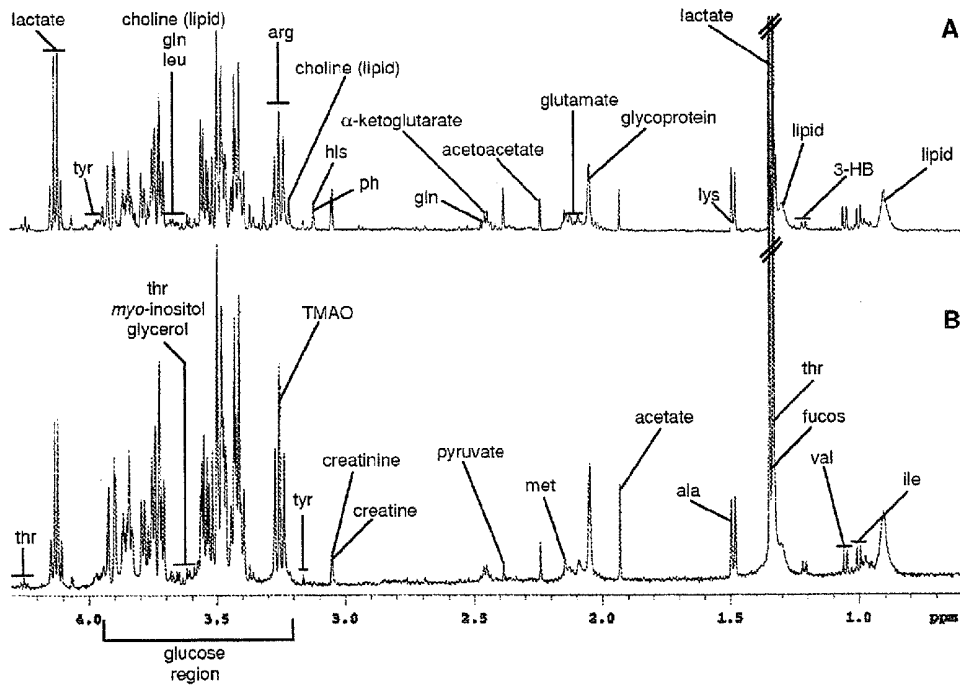 lactate
choline (lipid)
gln
leu
arg
choline (lipid)
lactate
A
tyr
hls
ph
α-ketoglutarate
gln
acetoacetate
glutamate
glycoprotein
lys
lipid
3-HB
lipid
B
thr
myo-inositol
glycerol
TMAO
thr
fucos
acetate
val
ile
creatinine
creatine
tyr
pyruvate
met
ala
thr
4.0
3.5
3.0
2.5
2.0
1.5
1.0
ppm
glucose
region